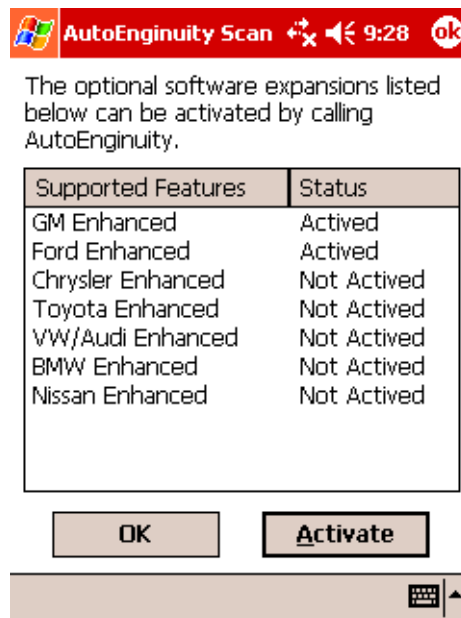 AutoEnginuity Scan 9:28 ok
The optional software expansions listed
below can be activated by calling
AutoEnginuity.
Supported Features Status
GM Enhanced Actived
Ford Enhanced Actived
Chrysler Enhanced Not Actived
Toyota Enhanced Not Actived
VW/Audi Enhanced Not Actived
BMW Enhanced Not Actived
Nissan Enhanced Not Actived
OK Activate